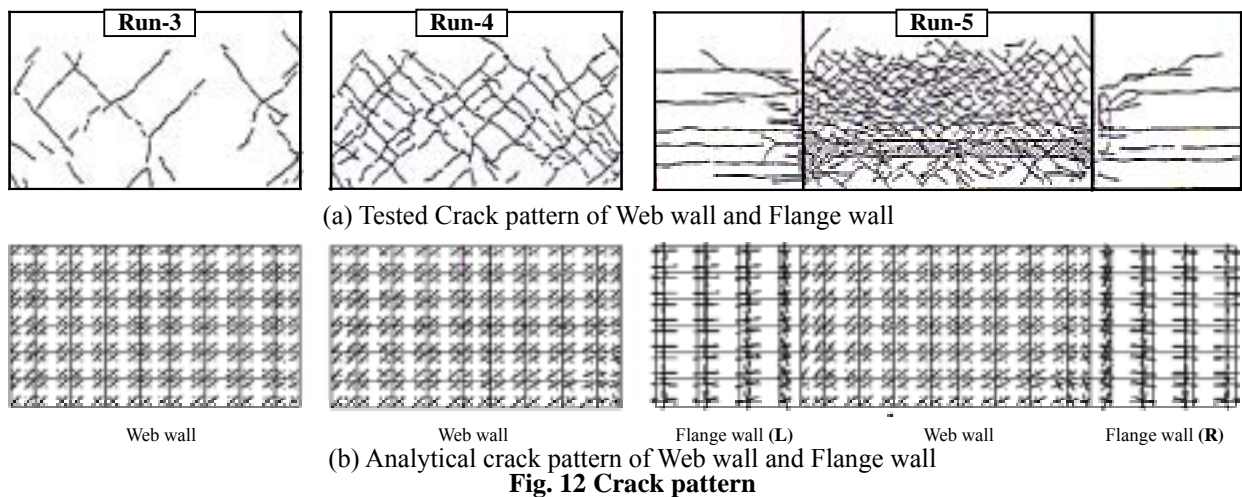 Run-3
Run-4
Run-5
(a) Tested Crack pattern of Web wall and Flange wall
Web wall
Web wall
Flange wall (L)
Web wall
Flange wall (R)
(b) Analytical crack pattern of Web wall and Flange wall
Fig. 12 Crack pattern